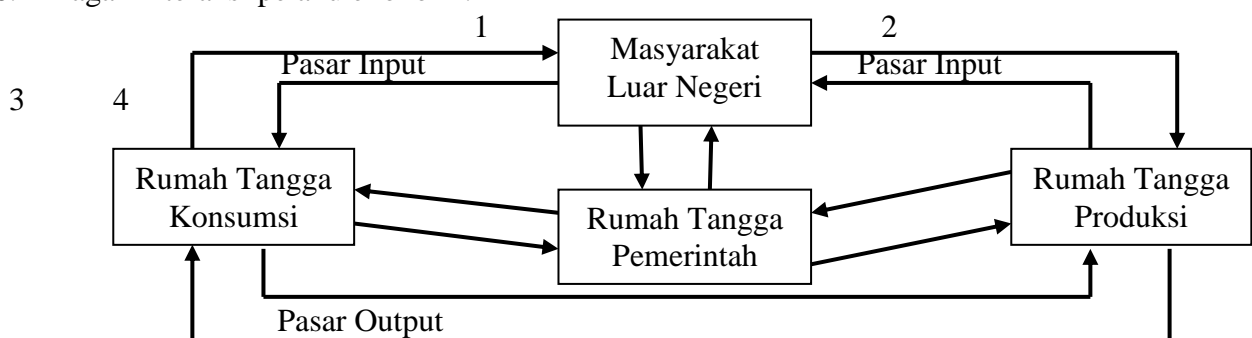 1
2
Masyarakat
Luar Negeri
Pasar Input
Pasar Input
3
4
Rumah Tangga
Konsumsi
Rumah Tangga
Pemerintah
Rumah Tangga
Produksi
Pasar Output